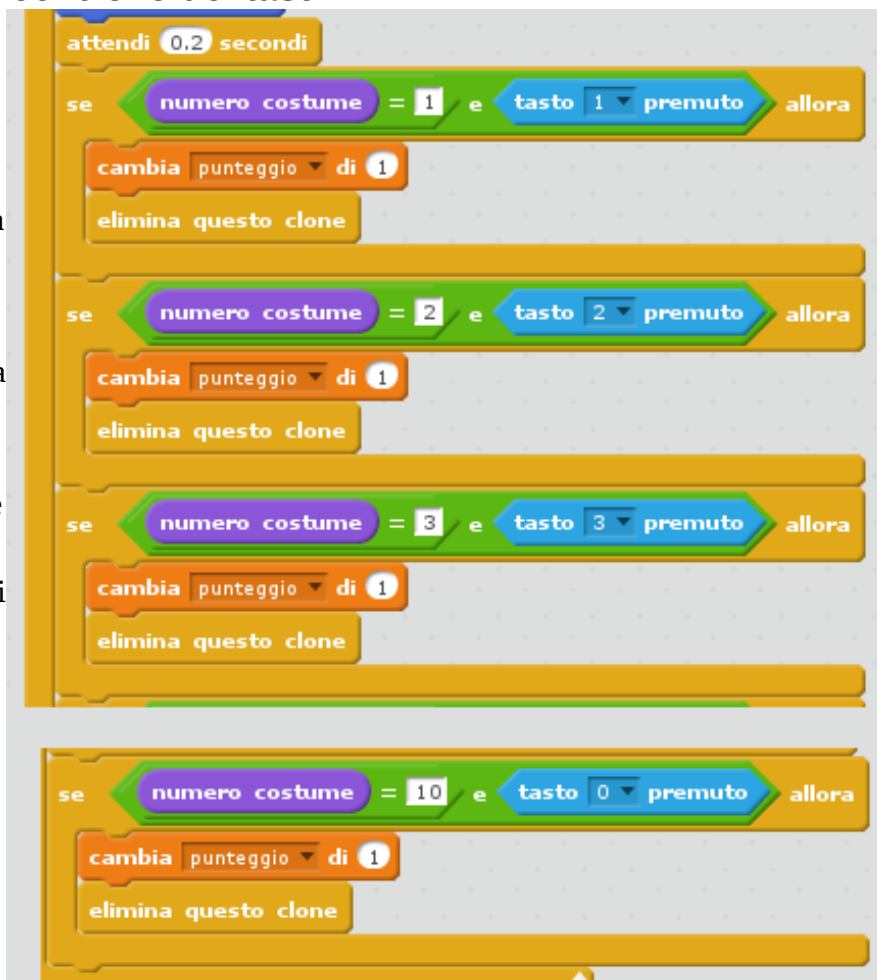 attendi 0.2 secondi
se numero costume = 1 e tasto 1 premuto allora
cambia punteggio di 1
elimina questo clone
se numero costume = 2 e tasto 2 premuto allora
cambia punteggio di 1
elimina questo clone
se numero costume = 3 e tasto 3 premuto allora
cambia punteggio di 1
elimina questo clone
se numero costume = 10 e tasto 0 premuto allora
cambia punteggio di 1
elimina questo clone